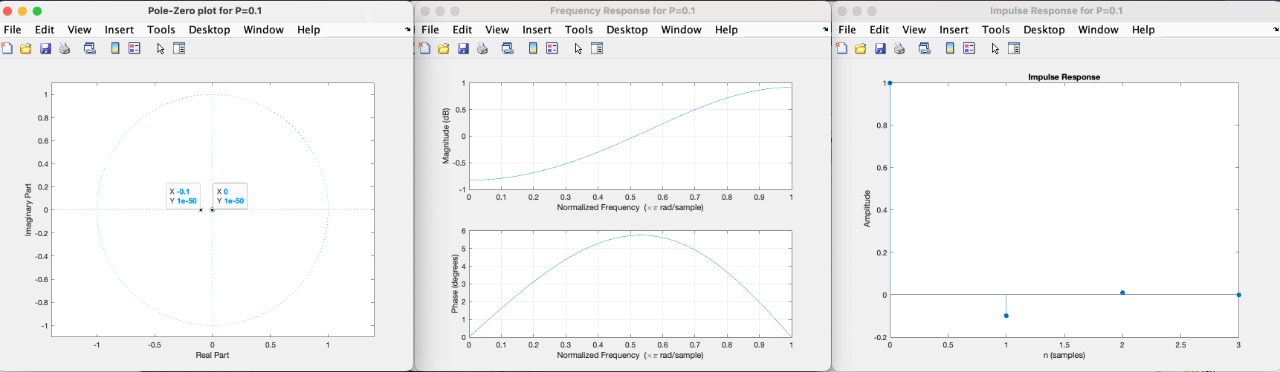 Pole-Zero plot for P=0.1
File Edit View Insert Tools Desktop Window Help
1
0.8
0.6
0.4
0.2
0
-0.2
-0.4
-0.6
-0.8
-1
Imaginary Part
X -0.1
Y 1e-50
X 0
Y 1e-50
-1 -0.5 0 0.5 1
Real Part
Frequency Response for P=0.1
File Edit View Insert Tools Desktop Window Help
1
0.5
0
-0.5
-1
Magnitude (dB)
0 0.1 0.2 0.3 0.4 0.5 0.6 0.7 0.8 0.9 1
Normalized Frequency (×π rad/sample)
6
5
4
3
2
1
0
Phase (degrees)
0 0.1 0.2 0.3 0.4 0.5 0.6 0.7 0.8 0.9 1
Normalized Frequency (×π rad/sample)
Impulse Response for P=0.1
File Edit View Insert Tools Desktop Window Help
Impulse Response
1
0.8
0.6
0.4
0.2
0
-0.2
Amplitude
0 0.5 1 1.5 2 2.5 3
n (samples)